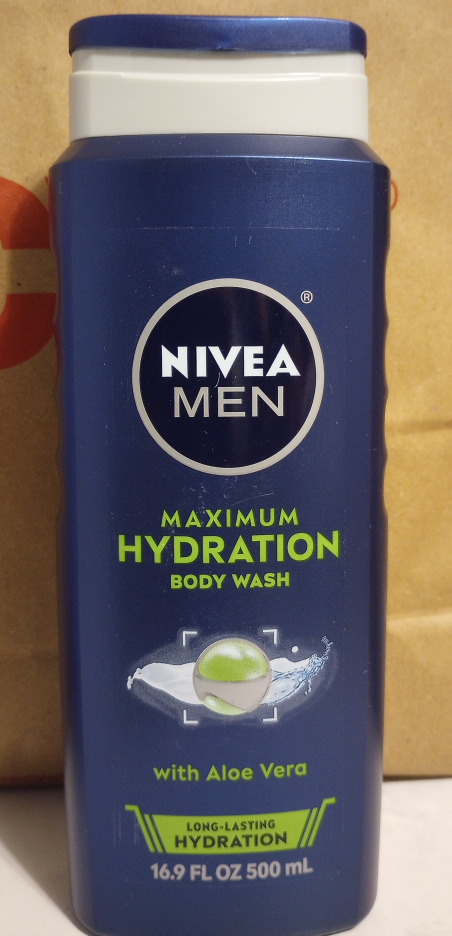 NIVEA
MEN
®
MAXIMUM
HYDRATION
BODY WASH
with Aloe Vera
LONG-LASTING
HYDRATION
16.9 FL OZ 500 mL